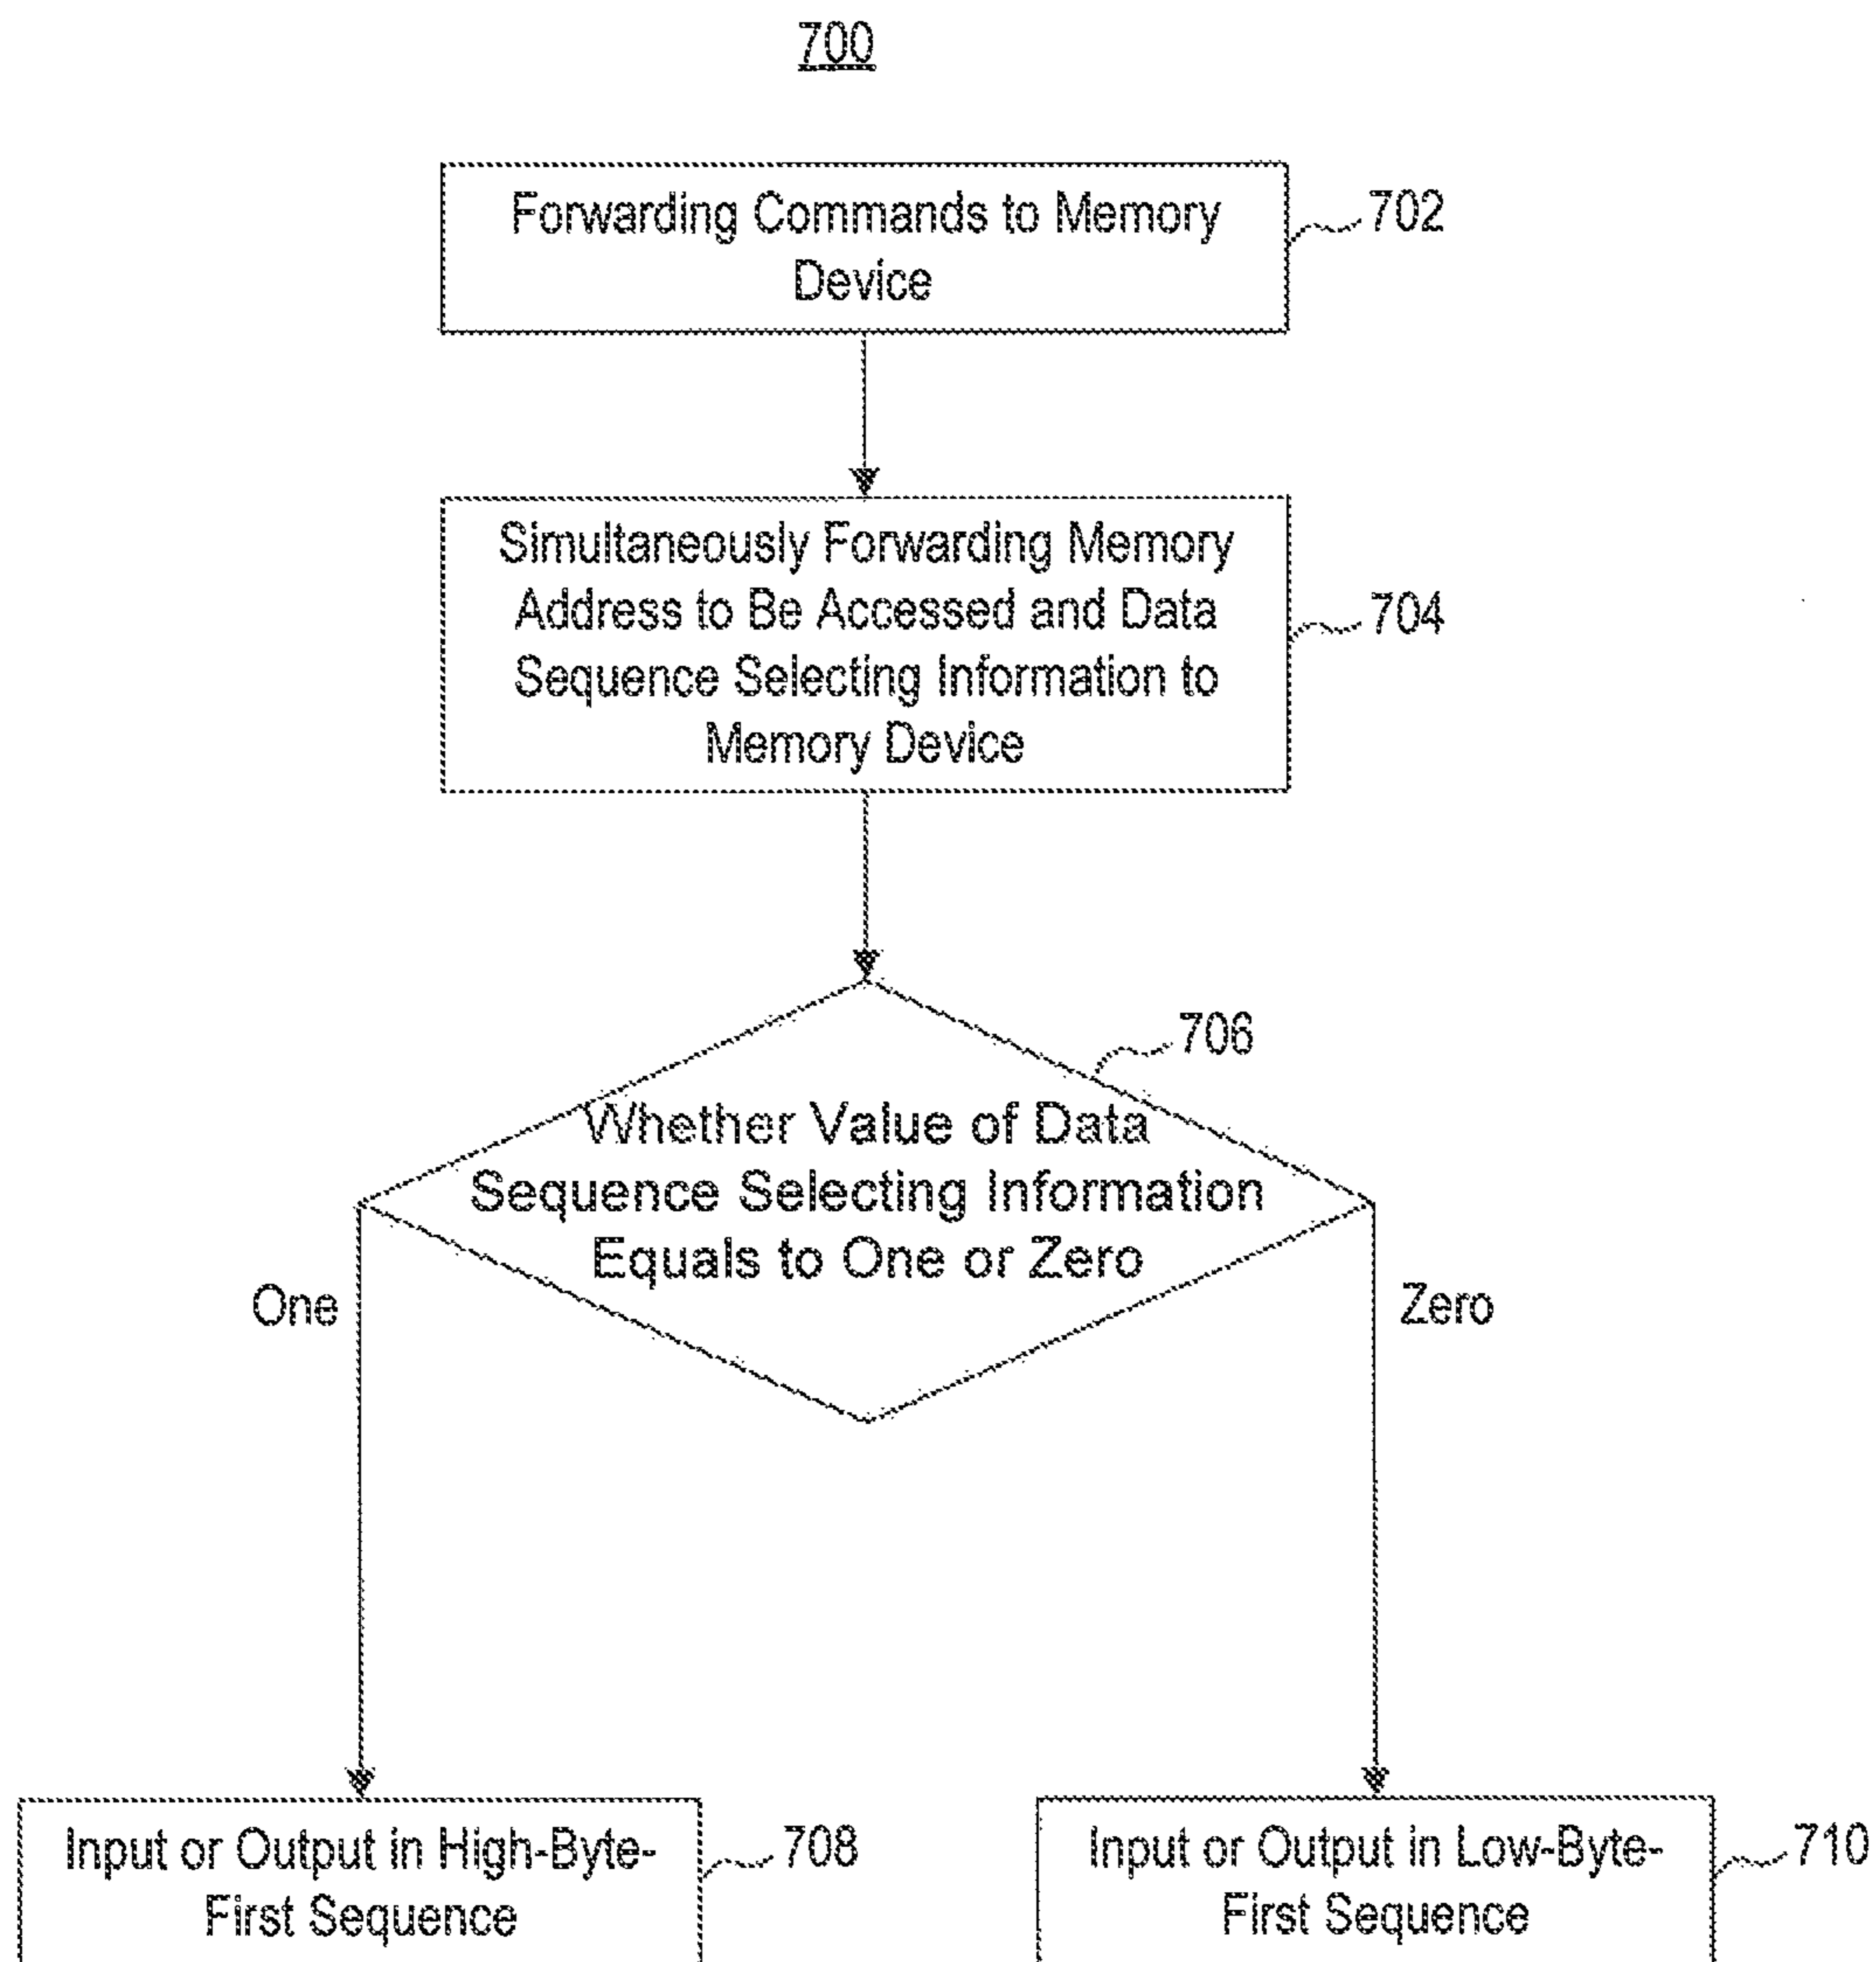 700
Forwarding Commands to Memory
Device
702
Simultaneously Forwarding Memory
Address to Be Accessed and Data
Sequence Selecting Information to
Memory Device
704
706
Whether Value of Data
Sequence Selecting Information
Equals to One or Zero
One
Zero
Input or Output in High-Byte-
First Sequence
708
Input or Output in Low-Byte-
First Sequence
710